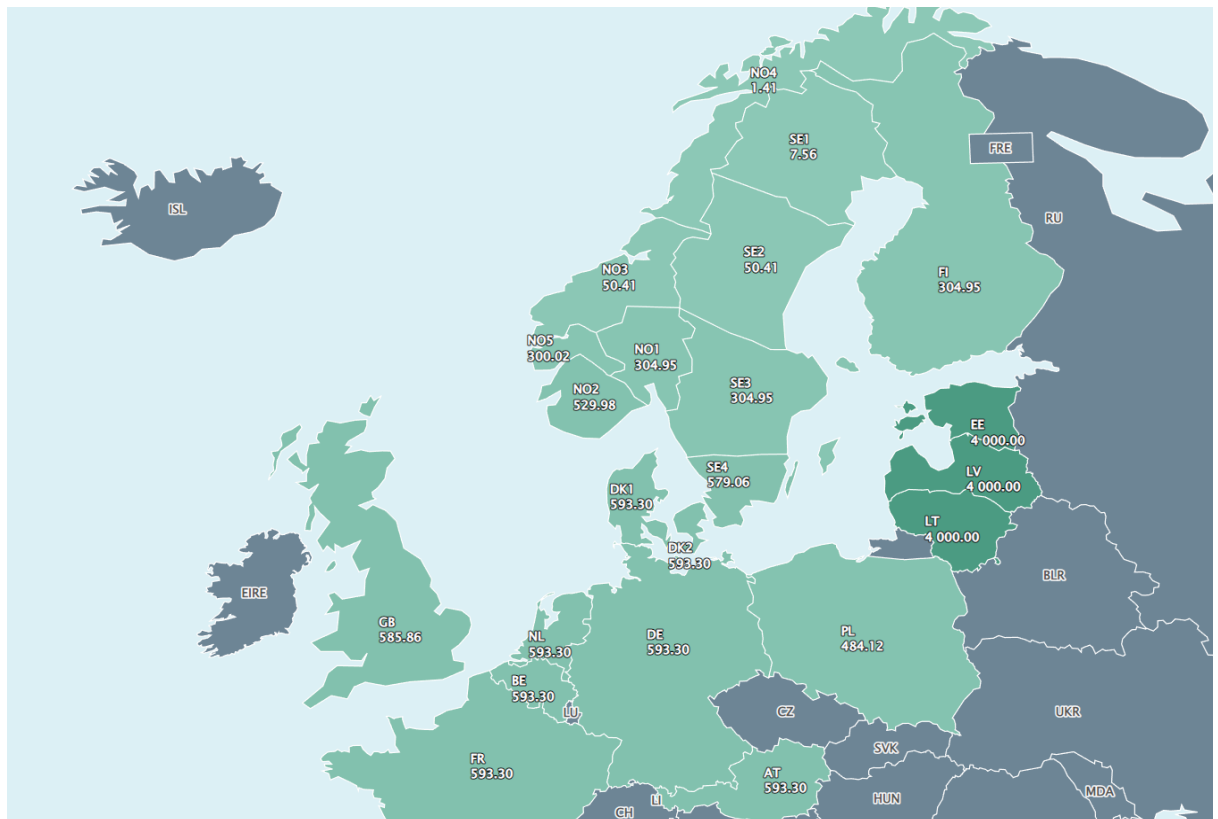 NO4
1.41
SE1
7.56
FRE
ISL
RU
SE2
50.41
NO3
50.41
FI
304.95
NO5
300.02
NO1
304.95
NO2
529.98
SE3
304.95
EE
4 000.00
SE4
579.06
LV
4 000.00
DK1
593.30
LT
4 000.00
DK2
593.30
BLR
EIRE
GB
585.86
NL
593.30
DE
593.30
PL
484.12
BE
593.30
LU
CZ
UKR
SVK
FR
593.30
AT
593.30
LI
HUN
MDA
CH